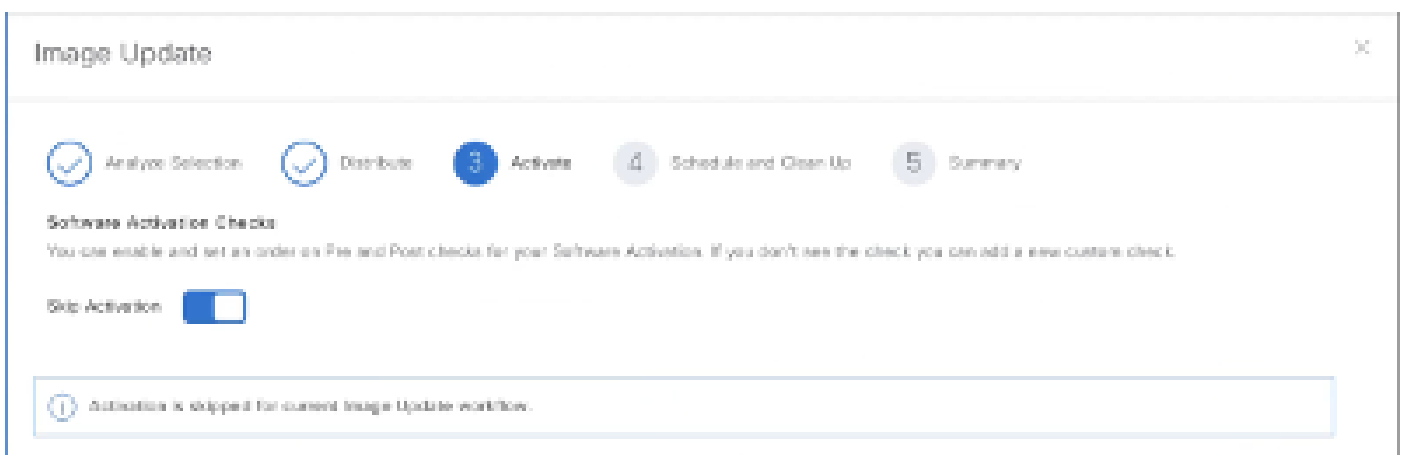 Image Update
Analyze Selection Distribute 3 Activate 4 Schedule and Clean Up 5 Summary
Software Activation Checks
You can enable and set an order on Pre and Post checks for your Software Activation. If you don't see the check you can add a new custom check.
Skip Activation
Activation is skipped for current Image Update workflow.